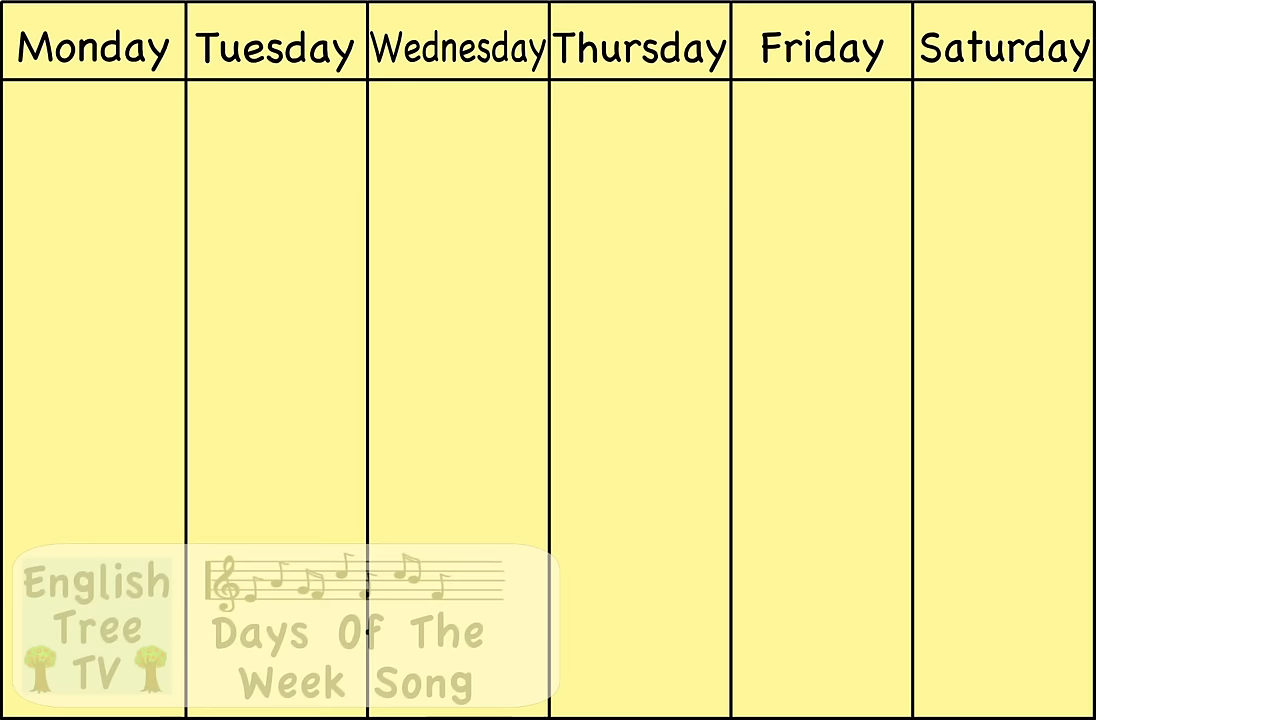 Monday Tuesday Wednesday Thursday Friday Saturday
English
Tree
TV
Days Of The
Week Song